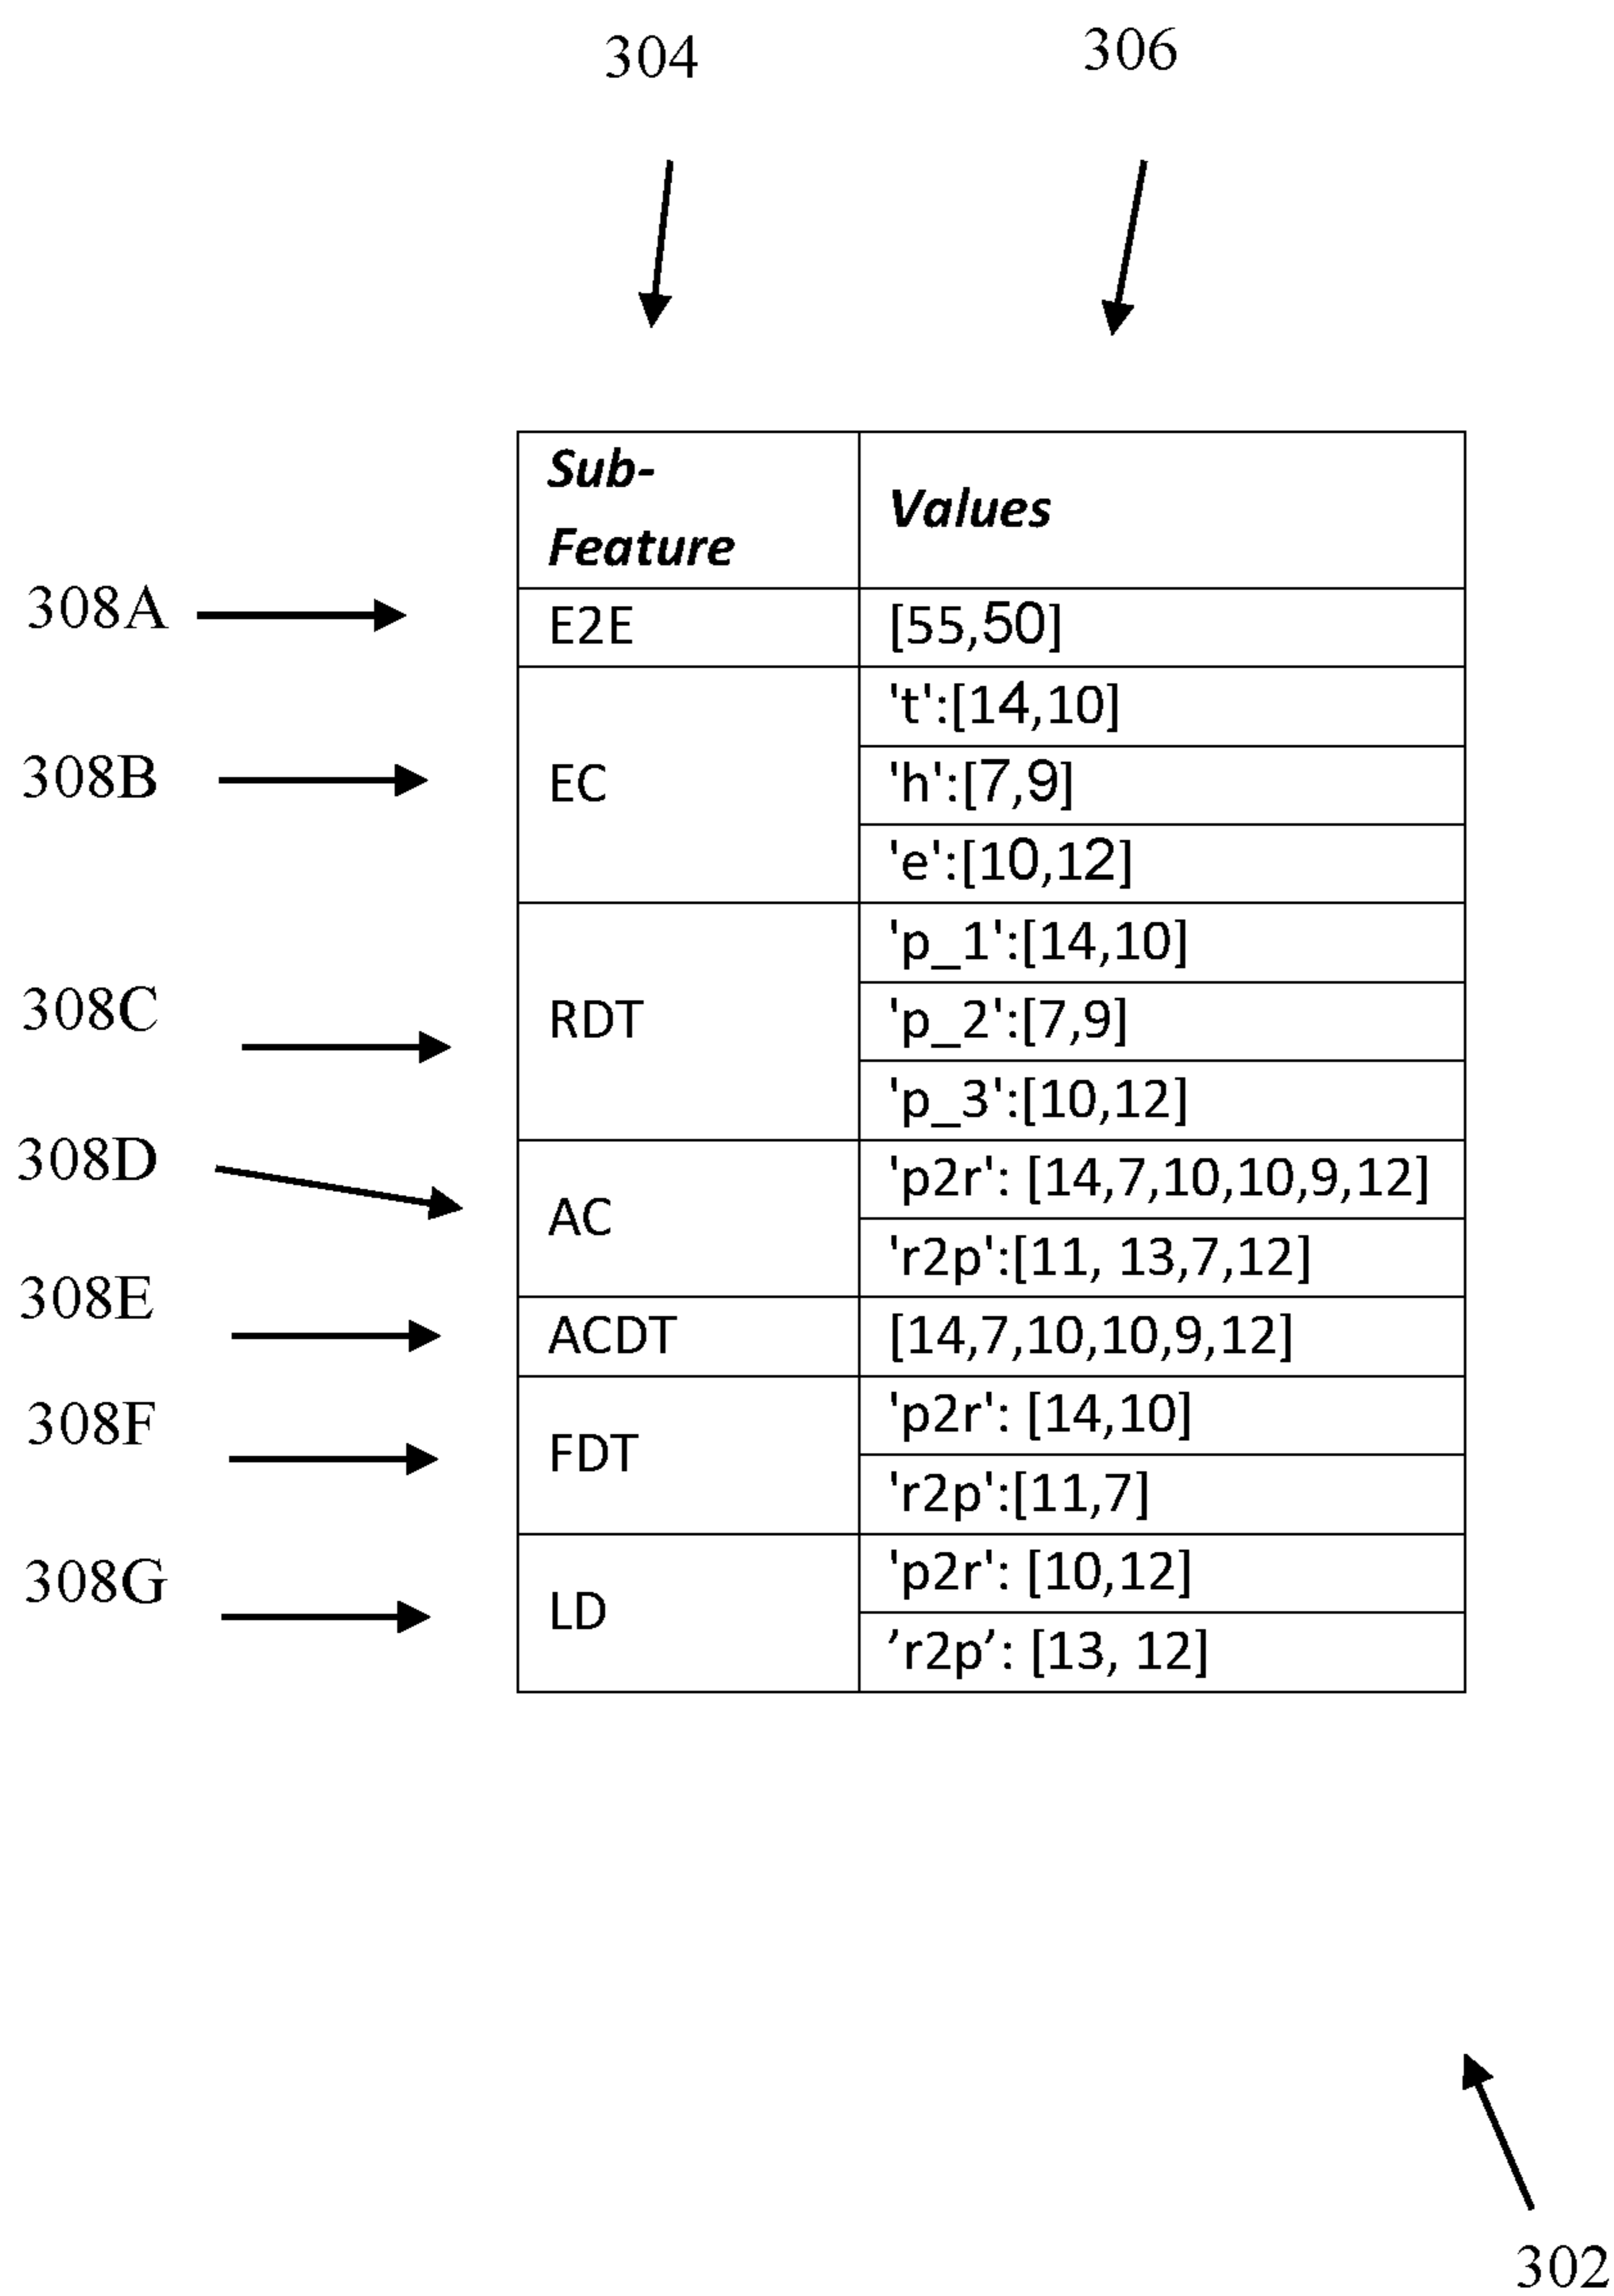 304
306
Sub-
Feature
Values
308A
E2E
[55,50]
308B
EC
't':[14,10]
'h':[7,9]
'e':[10,12]
308C
RDT
'p_1':[14,10]
'p_2':[7,9]
'p_3':[10,12]
308D
AC
'p2r': [14,7,10,10,9,12]
'r2p':[11, 13,7,12]
308E
ACDT
[14,7,10,10,9,12]
308F
FDT
'p2r': [14,10]
'r2p':[11,7]
308G
LD
'p2r': [10,12]
’r2p’: [13, 12]
302